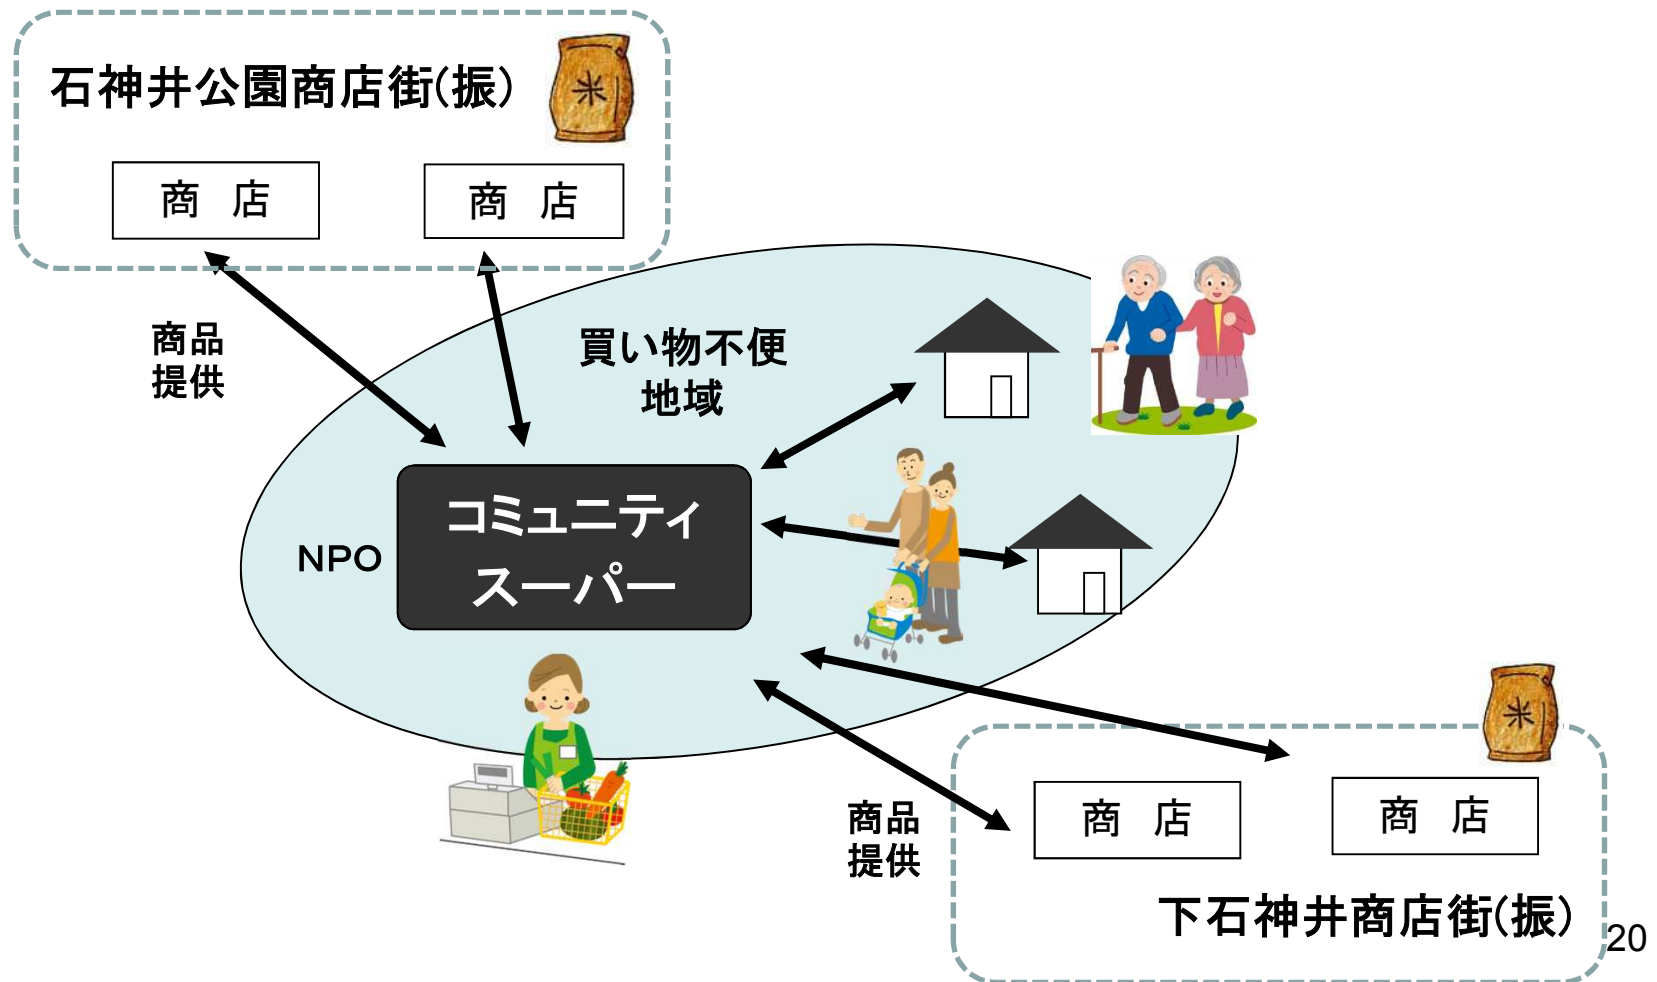 石神井公園商店街(振)
米
商　店
商　店
商品
提供
買い物不便
地域
NPO
コミュニティ
スーパー
米
商品
提供
商　店
商　店
下石神井商店街(振)
20